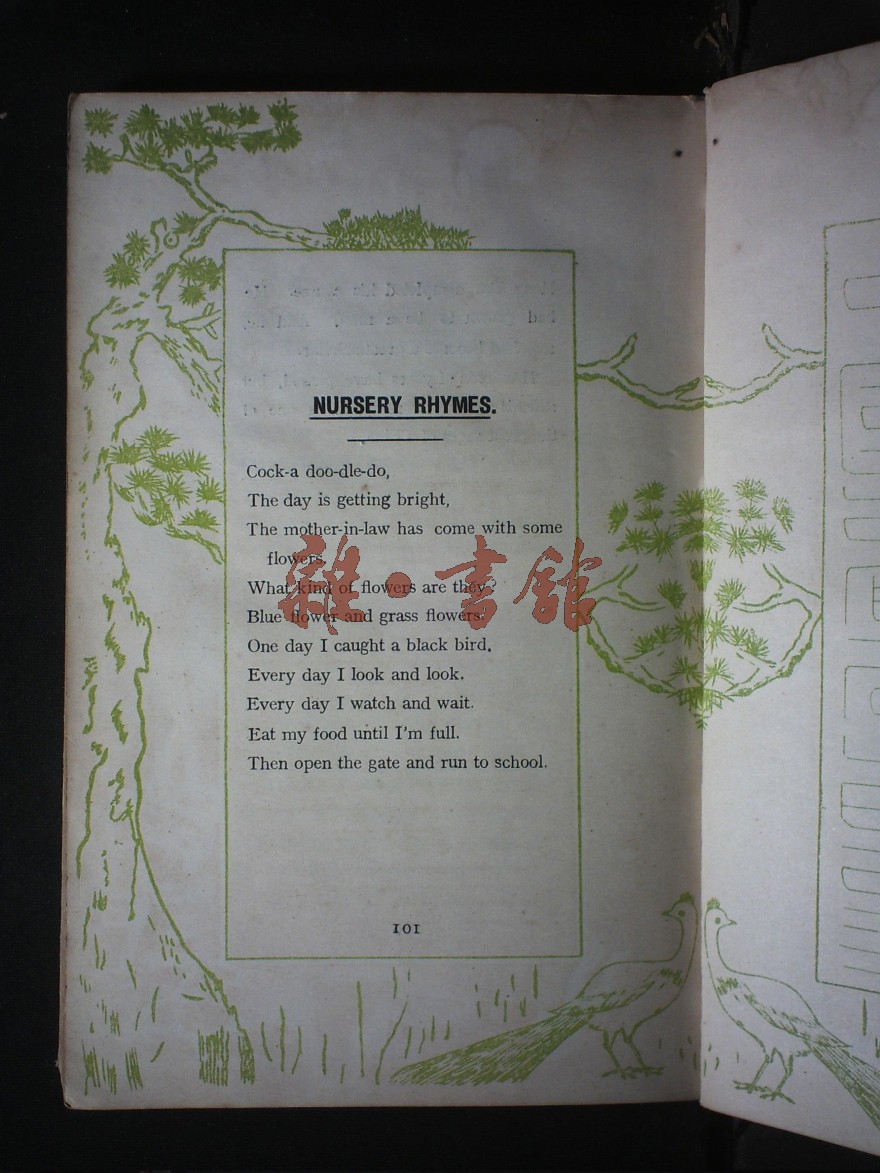 NURSERY RHYMES.
Cock-a doo-dle-do,
The day is getting bright,
The mother-in-law has come with some
flowers.
What kind of flowers are they?
Blue flower and grass flowers.
One day I caught a black bird,
Every day I look and look.
Every day I watch and wait.
Eat my food until I'm full.
Then open the gate and run to school.
雜·書館
101